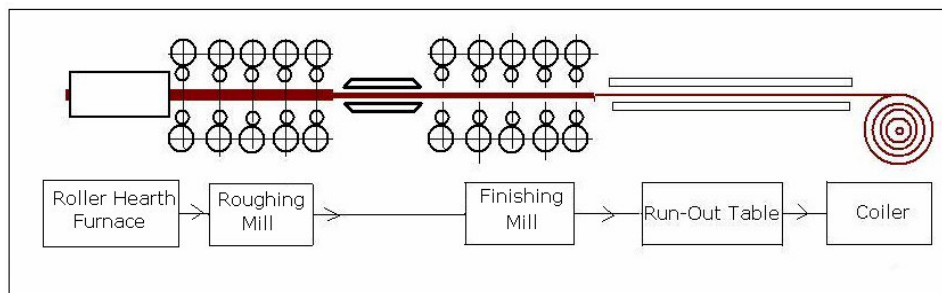 Roller Hearth
Furnace
Roughing
Mill
Finishing
Mill
Run-Out Table
Coiler